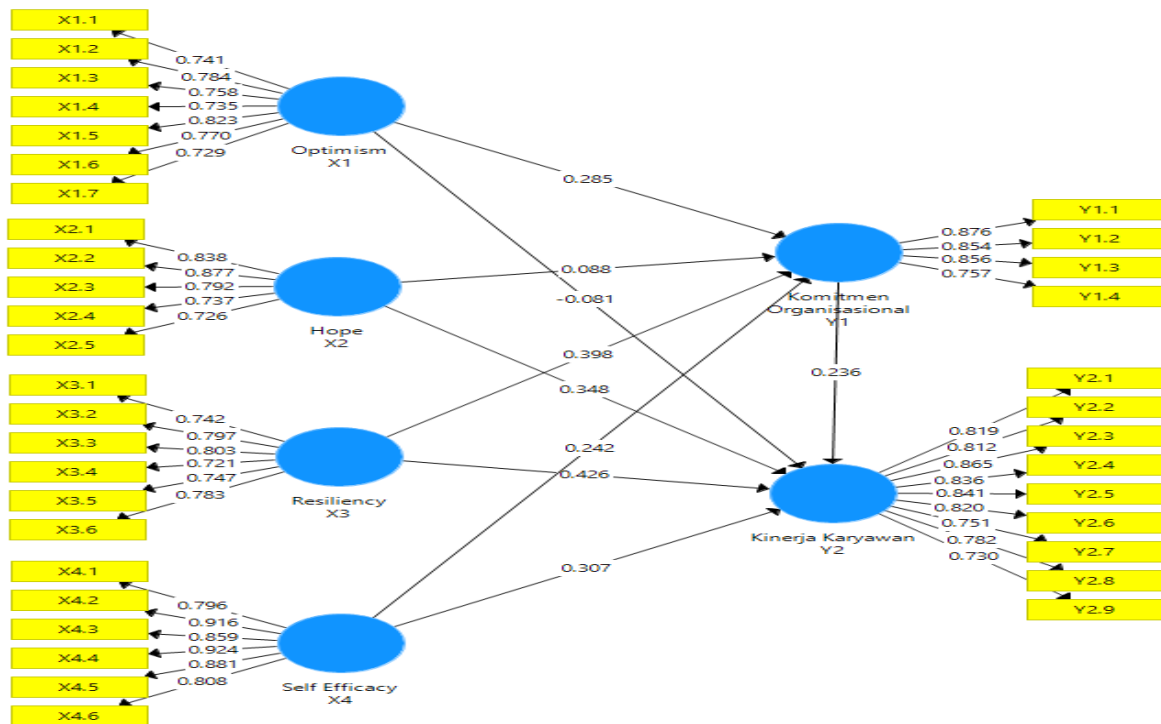 X1.1
X1.2
X1.3
X1.4
X1.5
X1.6
X1.7
0.741
0.784
0.758
0.735
0.823
0.770
0.729
Optimism
X1
X2.1
X2.2
X2.3
X2.4
X2.5
0.838
0.877
0.792
0.737
0.726
Hope
X2
X3.1
X3.2
X3.3
X3.4
X3.5
X3.6
0.742
0.797
0.803
0.721
0.747
0.783
Resiliency
X3
X4.1
X4.2
X4.3
X4.4
X4.5
X4.6
0.796
0.916
0.859
0.924
0.881
0.808
Self Efficacy
X4
0.285
0.088
-0.081
0.398
0.348
0.242
0.426
0.307
0.236
Komitmen
Organisasional
Y1
0.876
0.854
0.856
0.757
Y1.1
Y1.2
Y1.3
Y1.4
Kinerja Karyawan
Y2
0.819
0.812
0.865
0.836
0.841
0.820
0.751
0.782
0.730
Y2.1
Y2.2
Y2.3
Y2.4
Y2.5
Y2.6
Y2.7
Y2.8
Y2.9